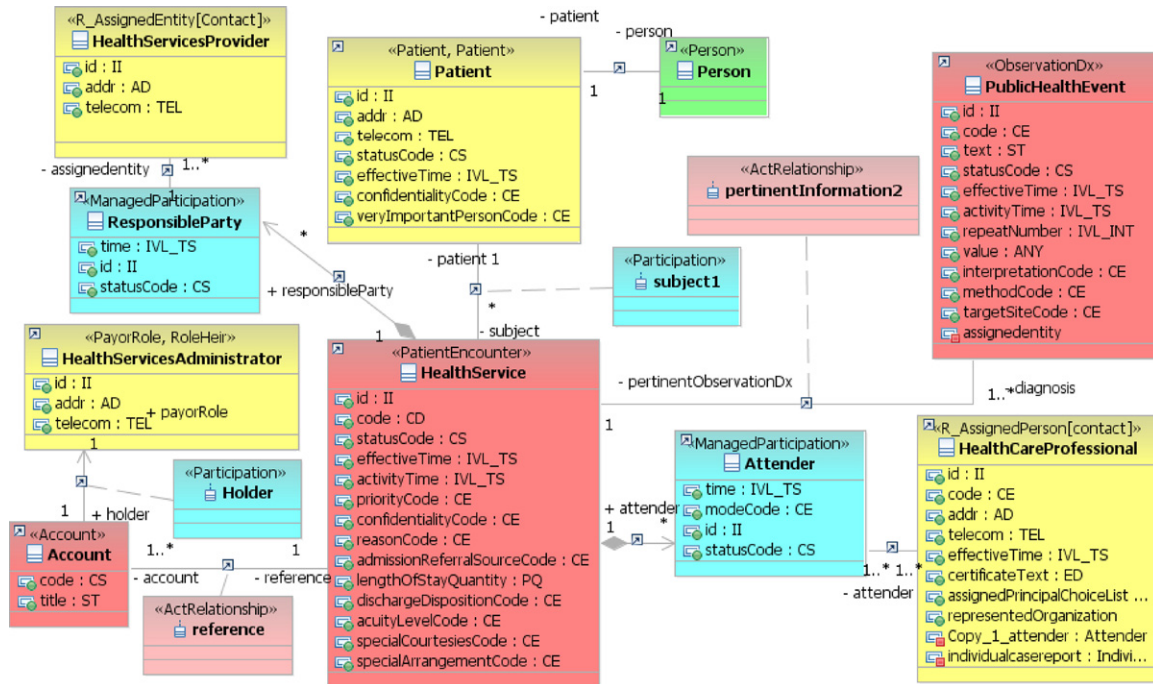 «R_AssignedEntity[Contact]»
HealthServicesProvider
id : II
addr : AD
telecom : TEL
- assignedentity
1..*
1
«ManagedParticipation»
ResponsibleParty
time : IVL_TS
id : II
statusCode : CS
*
+ responsibleParty
1
«Patient, Patient»
Patient
id : II
addr : AD
telecom : TEL
statusCode : CS
effectiveTime : IVL_TS
confidentialityCode : CE
veryImportantPersonCode : CE
- patient
- person
1
1
«Person»
Person
- patient 1
*
- subject
«Participation»
subject1
«ActRelationship»
pertinentInformation2
«ObservationDx»
PublicHealthEvent
id : II
code : CE
text : ST
statusCode : CS
effectiveTime : IVL_TS
activityTime : IVL_TS
repeatNumber : IVL_INT
value : ANY
interpretationCode : CE
methodCode : CE
targetSiteCode : CE
assignedentity
- pertinentObservationDx
1..*
-diagnosis
1
«PayorRole, RoleHeir»
HealthServicesAdministrator
id : II
addr : AD
telecom : TEL
+ payorRole
1
«Participation»
Holder
1
+ holder
«Account»
Account
code : CS
title : ST
1..*
1
- account
- reference
«ActRelationship»
reference
«PatientEncounter»
HealthService
id : II
code : CD
statusCode : CS
effectiveTime : IVL_TS
activityTime : IVL_TS
priorityCode : CE
confidentialityCode : CE
reasonCode : CE
admissionReferralSourceCode : CE
lengthOfStayQuantity : PQ
dischargeDispositionCode : CE
acuityLevelCode : CE
specialCourtesiesCode : CE
specialArrangementCode : CE
+ attender
1
*
«ManagedParticipation»
Attender
time : IVL_TS
modeCode : CE
id : II
statusCode : CS
1..*
1..*
- attender
«R_AssignedPerson[contact]»
HealthCareProfessional
id : II
code : CE
addr : AD
telecom : TEL
effectiveTime : IVL_TS
certificateText : ED
assignedPrincipalChoiceList ...
representedOrganization
Copy_1_attender : Attender
individualcasereport : Indivi...